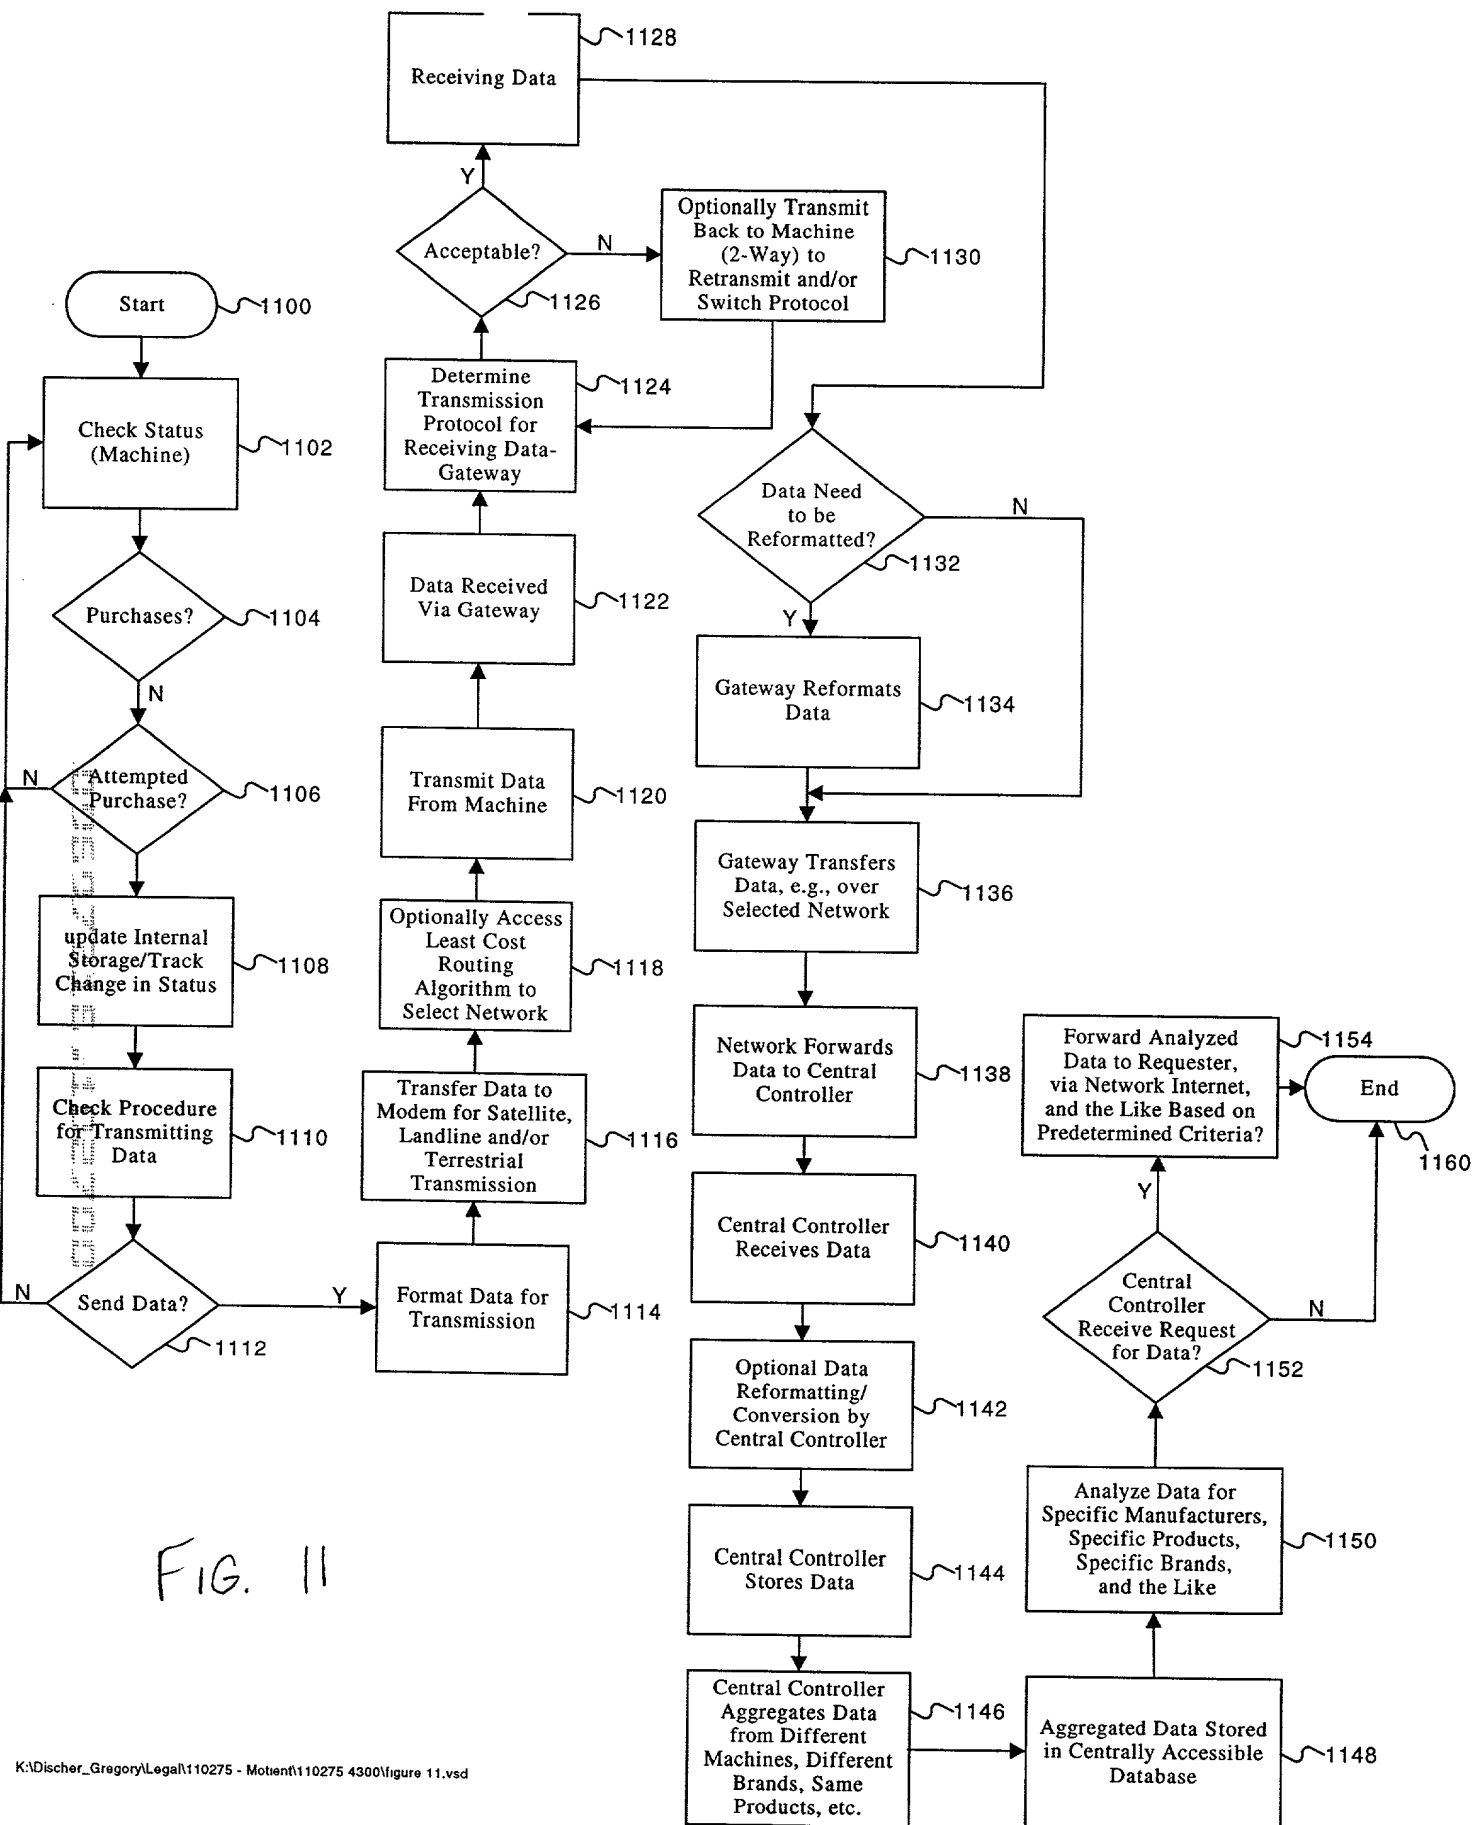 Start
1100
Check Status
(Machine)
1102
Purchases?
1104
N
Attempted
Purchase?
1106
N
update Internal
Storage/Track
Change in Status
1108
Check Procedure
for Transmitting
Data
1110
Send Data?
1112
N
Y
Format Data for
Transmission
1114
Transfer Data to
Modem for Satellite,
Landline and/or
Terrestrial
Transmission
1116
Optionally Access
Least Cost
Routing
Algorithm to
Select Network
1118
Transmit Data
From Machine
1120
Data Received
Via Gateway
1122
Determine
Transmission
Protocol for
Receiving Data-
Gateway
1124
Acceptable?
1126
Y
N
Receiving Data
1128
Optionally Transmit
Back to Machine
(2-Way) to
Retransmit and/or
Switch Protocol
1130
Data Need
to be
Reformatted?
1132
N
Y
Gateway Reformats
Data
1134
Gateway Transfers
Data, e.g., over
Selected Network
1136
Network Forwards
Data to Central
Controller
1138
Central Controller
Receives Data
1140
Optional Data
Reformatting/
Conversion by
Central Controller
1142
Central Controller
Stores Data
1144
Central Controller
Aggregates Data
from Different
Machines, Different
Brands, Same
Products, etc.
1146
Aggregated Data Stored
in Centrally Accessible
Database
1148
Analyze Data for
Specific Manufacturers,
Specific Products,
Specific Brands,
and the Like
1150
Central
Controller
Receive Request
for Data?
1152
Y
N
Forward Analyzed
Data to Requester,
via Network Internet,
and the Like Based on
Predetermined Criteria?
1154
End
1160
FIG. 11
K:\Discher_Gregory\Legal\110275 - Motient\110275 4300\figure 11.vsd